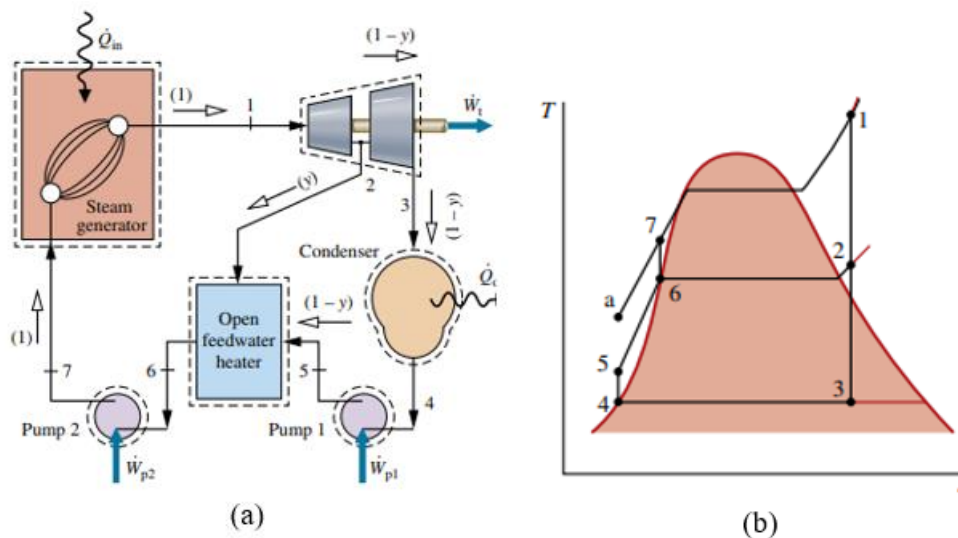 Q̇in
(1 – y)
(1)
1
Ẇt
2
(y)
3
(1 – y)
Steam
generator
Condenser
Q̇c
(1)
(1 – y)
Open
feedwater
heater
7
6
5
4
Pump 2
Pump 1
Ẇp2
Ẇp1
(a)
T
1
7
2
a
6
5
4
3
(b)